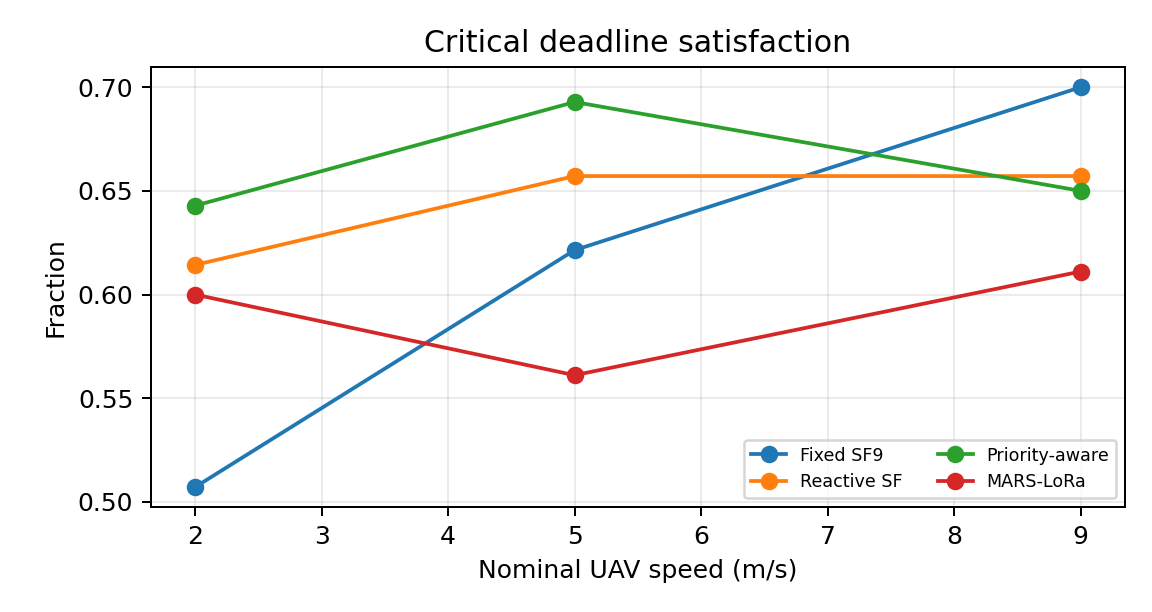 Critical deadline satisfaction
Fraction
0.70
0.65
0.60
0.55
0.50
2 3 4 5 6 7 8 9
Nominal UAV speed (m/s)
Fixed SF9
Reactive SF
Priority-aware
MARS-LoRa